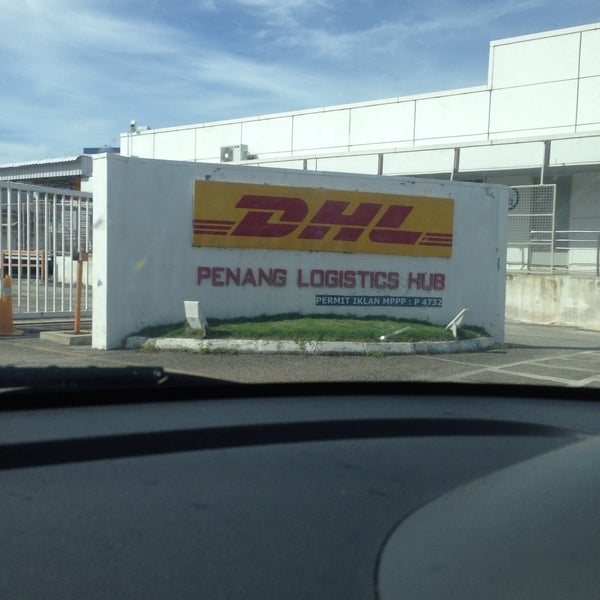 DHL
PENANG LOGISTICS HUB
PERMIT IKLAN MPPP : P 4732